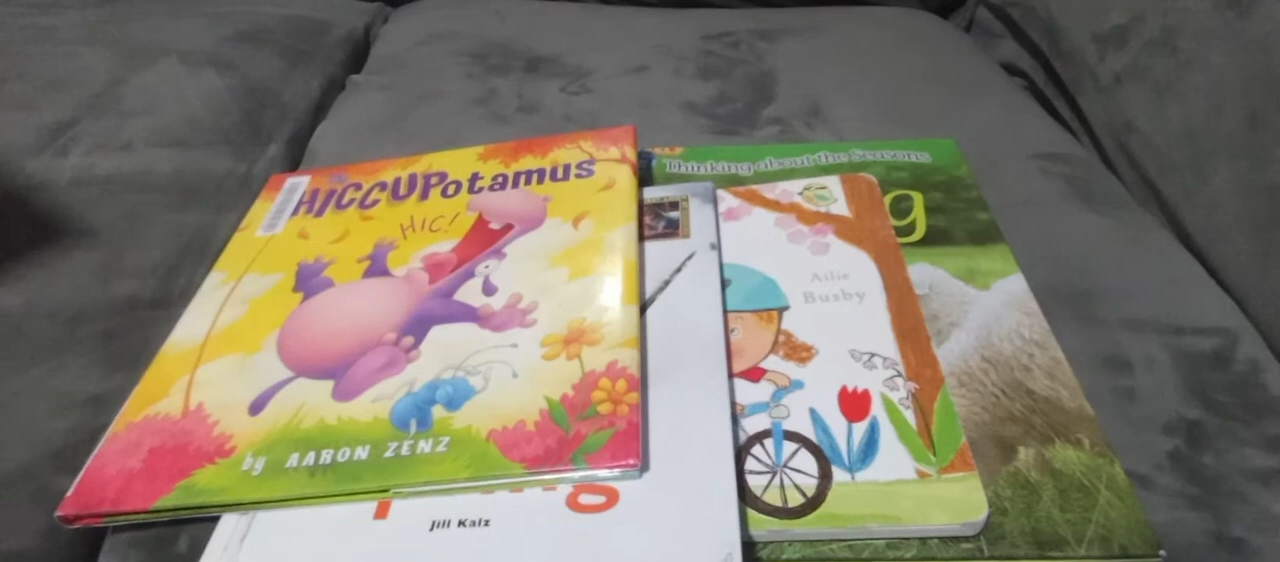 HICCUPotamus
HIC!
by AARON ZENZ
Jill Kalz
Ailie
Busby
Thinking about the Seasons
g